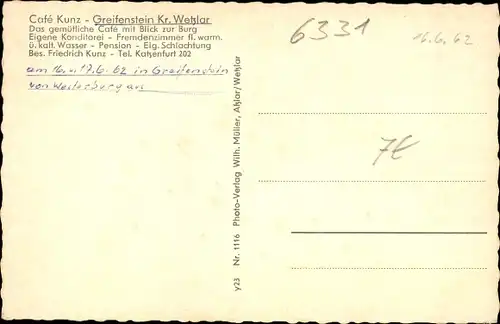 Café Kunz - Greifenstein Kr. Wetzlar
Das gemütliche Café mit Blick zur Burg
Eigene Konditorei - Fremdenzimmer fl. warm.
ü. kalt. Wasser - Pension - Eig. Schlachtung
Bes. Friedrich Kunz - Tel. Katzenfurt 202
am 16. u. 17.6.62 in Greifenstein
von Westerburg aus
6331
16.6.62
7€
y23 Nr. 1116 Photo-Verlag Wilh. Müller, Aßlar/Wetzlar